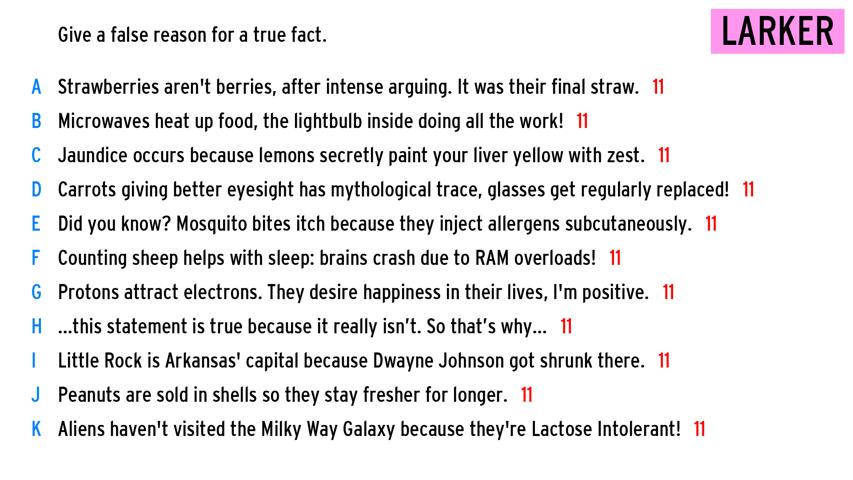 Give a false reason for a true fact.
LARKER
A Strawberries aren't berries, after intense arguing. It was their final straw. 11
B Microwaves heat up food, the lightbulb inside doing all the work! 11
C Jaundice occurs because lemons secretly paint your liver yellow with zest. 11
D Carrots giving better eyesight has mythological trace, glasses get regularly replaced! 11
E Did you know? Mosquito bites itch because they inject allergens subcutaneously. 11
F Counting sheep helps with sleep: brains crash due to RAM overloads! 11
G Protons attract electrons. They desire happiness in their lives, I'm positive. 11
H ...this statement is true because it really isn’t. So that’s why... 11
I Little Rock is Arkansas' capital because Dwayne Johnson got shrunk there. 11
J Peanuts are sold in shells so they stay fresher for longer. 11
K Aliens haven't visited the Milky Way Galaxy because they're Lactose Intolerant! 11